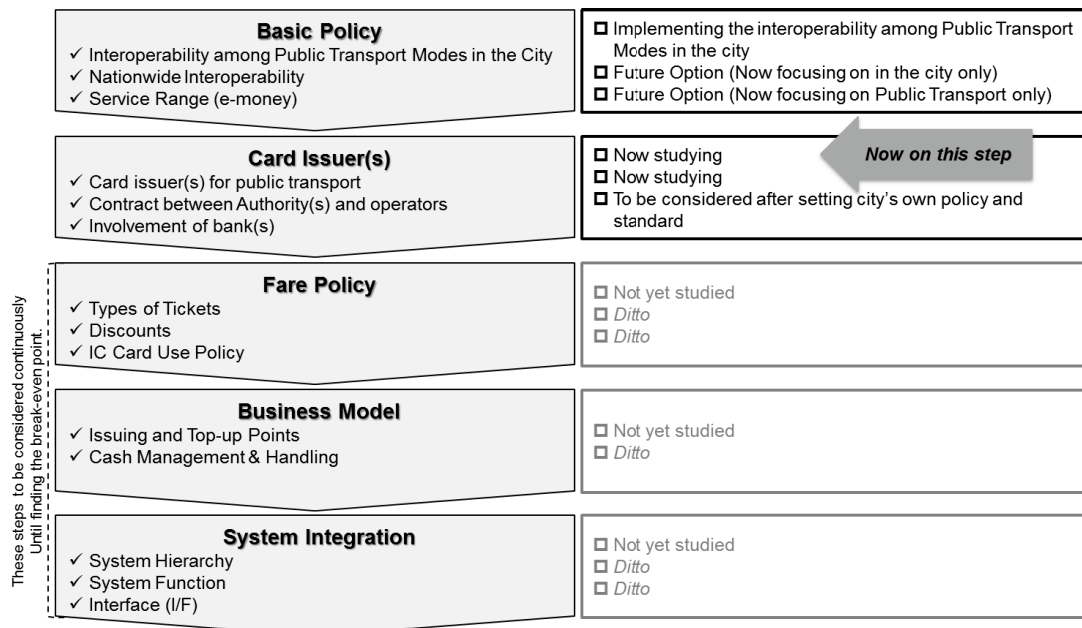 Basic Policy
✓ Interoperability among Public Transport Modes in the City
✓ Nationwide Interoperability
✓ Service Range (e-money)
☐ Implementing the interoperability among Public Transport
Modes in the city
☐ Future Option (Now focusing on in the city only)
☐ Future Option (Now focusing on Public Transport only)
Card Issuer(s)
✓ Card issuer(s) for public transport
✓ Contract between Authority(s) and operators
✓ Involvement of bank(s)
☐ Now studying
☐ Now studying
☐ To be considered after setting city's own policy and
standard
Now on this step
These steps to be considered continuously
Until finding the break-even point.
Fare Policy
✓ Types of Tickets
✓ Discounts
✓ IC Card Use Policy
☐ Not yet studied
☐ Ditto
☐ Ditto
Business Model
✓ Issuing and Top-up Points
✓ Cash Management & Handling
☐ Not yet studied
☐ Ditto
System Integration
✓ System Hierarchy
✓ System Function
✓ Interface (I/F)
☐ Not yet studied
☐ Ditto
☐ Ditto